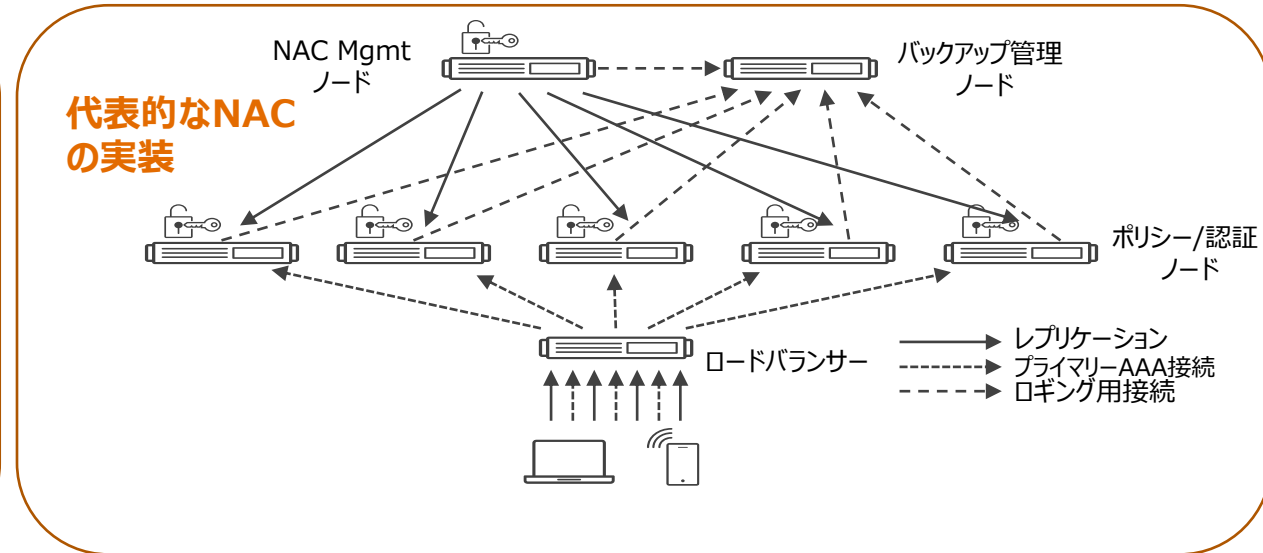 NAC Mgmt
ノード
バックアップ管理
ノード
代表的なNAC
の実装
ポリシー/認証
ノード
ロードバランサー
レプリケーション
プライマリーAAA接続
ロギング用接続